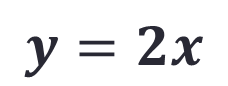 y = 2x